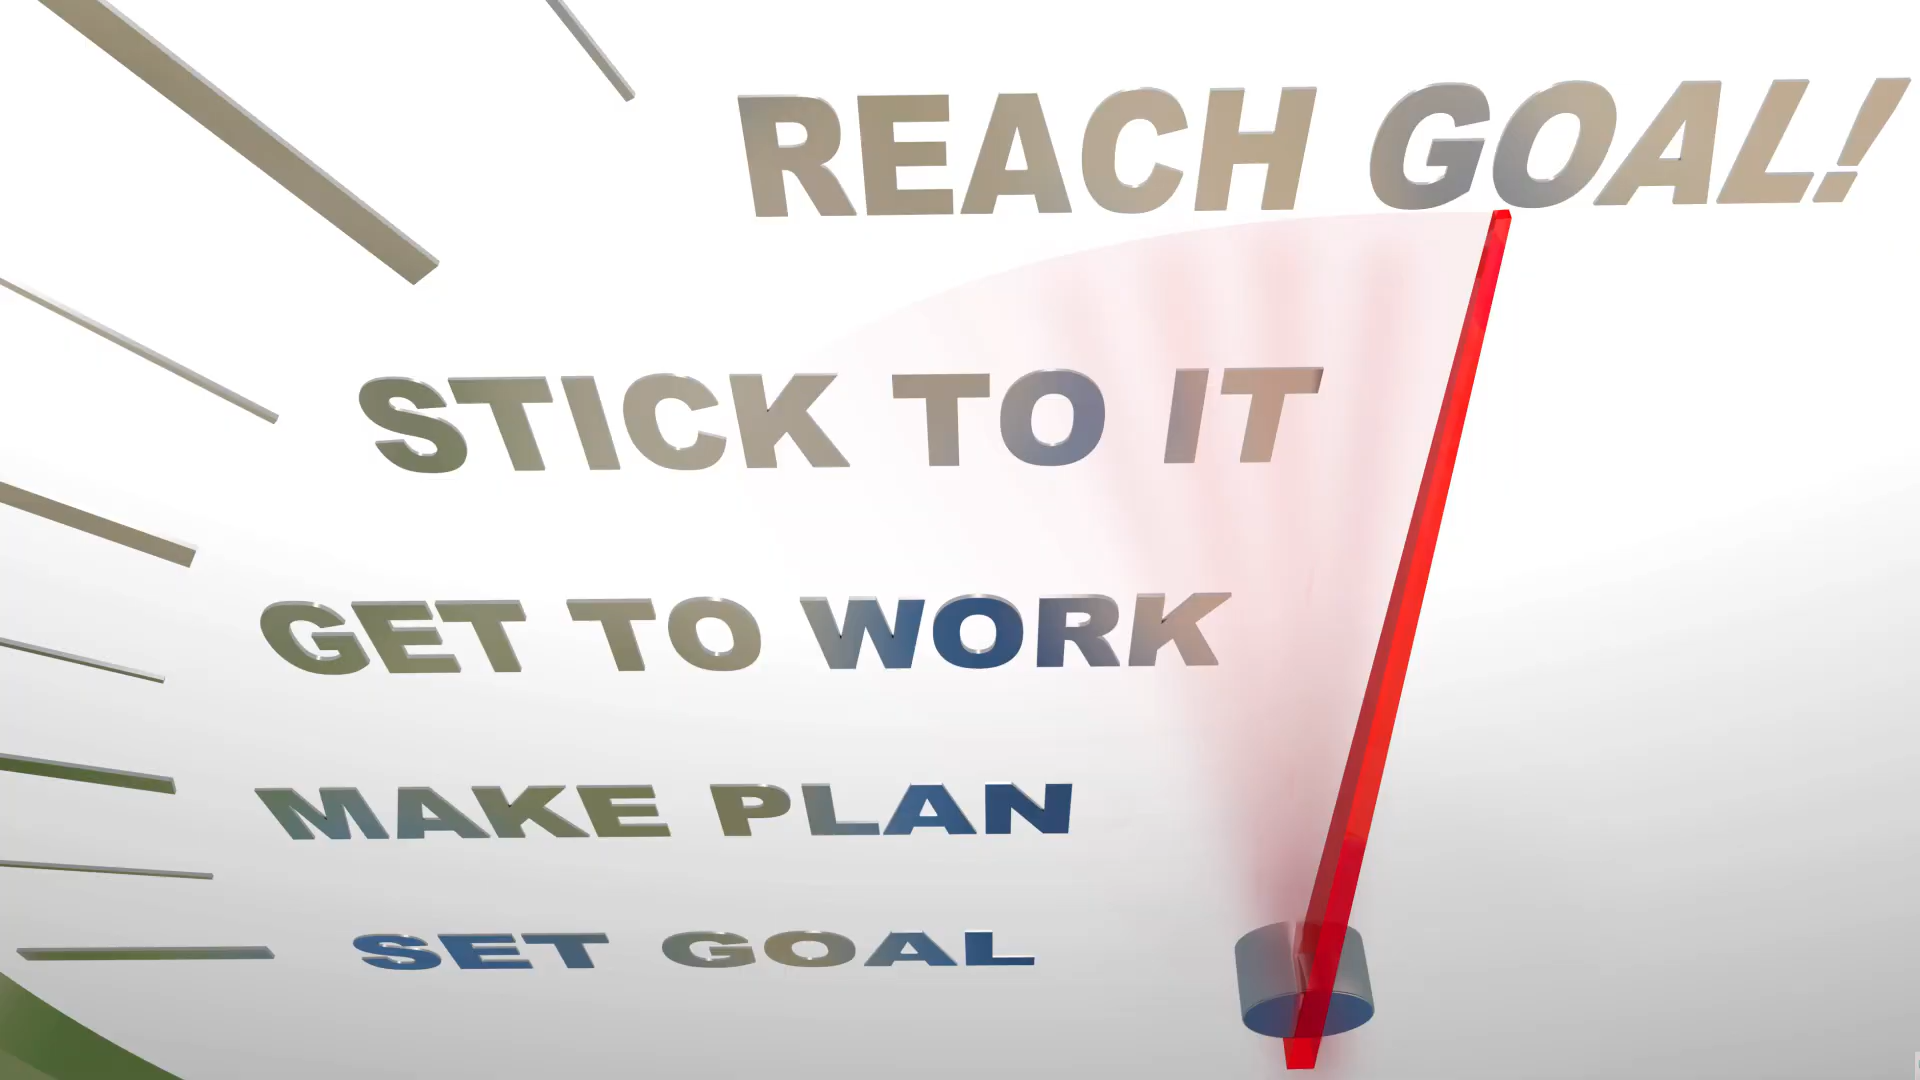 REACH GOAL!
STICK TO IT
GET TO WORK
MAKE PLAN
SET GOAL